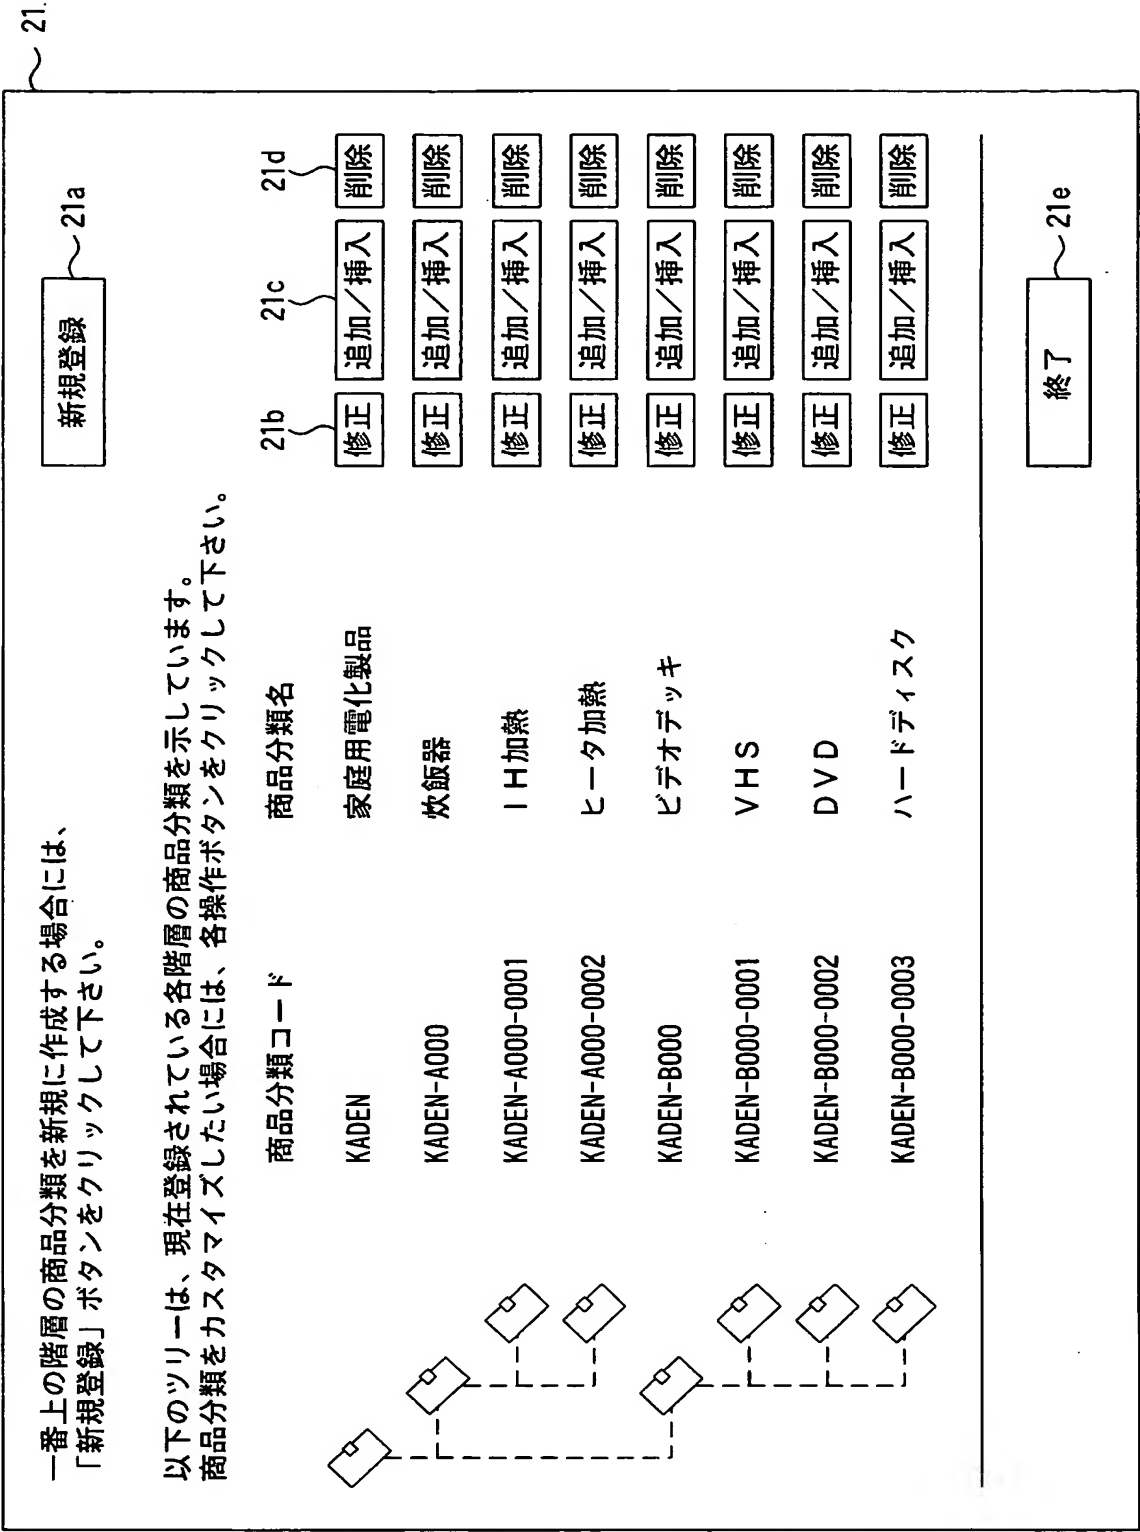 21
一番上の階層の商品分類を新規に作成する場合には、
「新規登録」ボタンをクリックして下さい。
新規登録
21a
以下のツリーは、現在登録されている各階層の商品分類を示しています。
商品分類をカスタマイズしたい場合には、各操作ボタンをクリックして下さい。
商品分類コード 商品分類名 21b 21c 21d
KADEN 家庭用電化製品 修正 追加/挿入 削除
KADEN-A000 炊飯器 修正 追加/挿入 削除
KADEN-A000-0001 IH加熱 修正 追加/挿入 削除
KADEN-A000-0002 ヒータ加熱 修正 追加/挿入 削除
KADEN-B000 ビデオデッキ 修正 追加/挿入 削除
KADEN-B000-0001 VHS 修正 追加/挿入 削除
KADEN-B000-0002 DVD 修正 追加/挿入 削除
KADEN-B000-0003 ハードディスク 修正 追加/挿入 削除
終了
21e